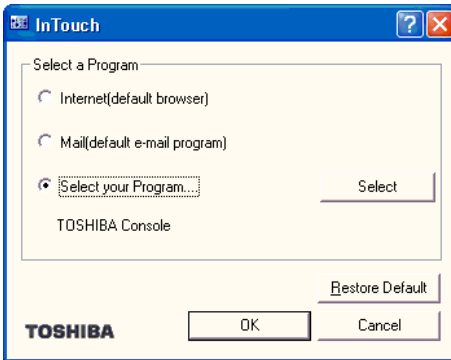 InTouch
Select a Program
Internet(default browser)
Mail(default e-mail program)
Select your Program....
Select
TOSHIBA Console
Restore Default
TOSHIBA
OK
Cancel